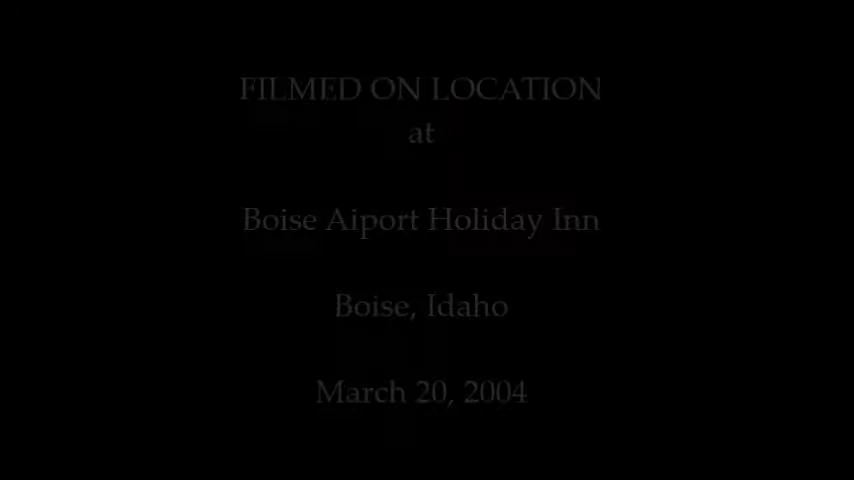 FILMED ON LOCATION
at
Boise Aiport Holiday Inn
Boise, Idaho
March 20, 2004